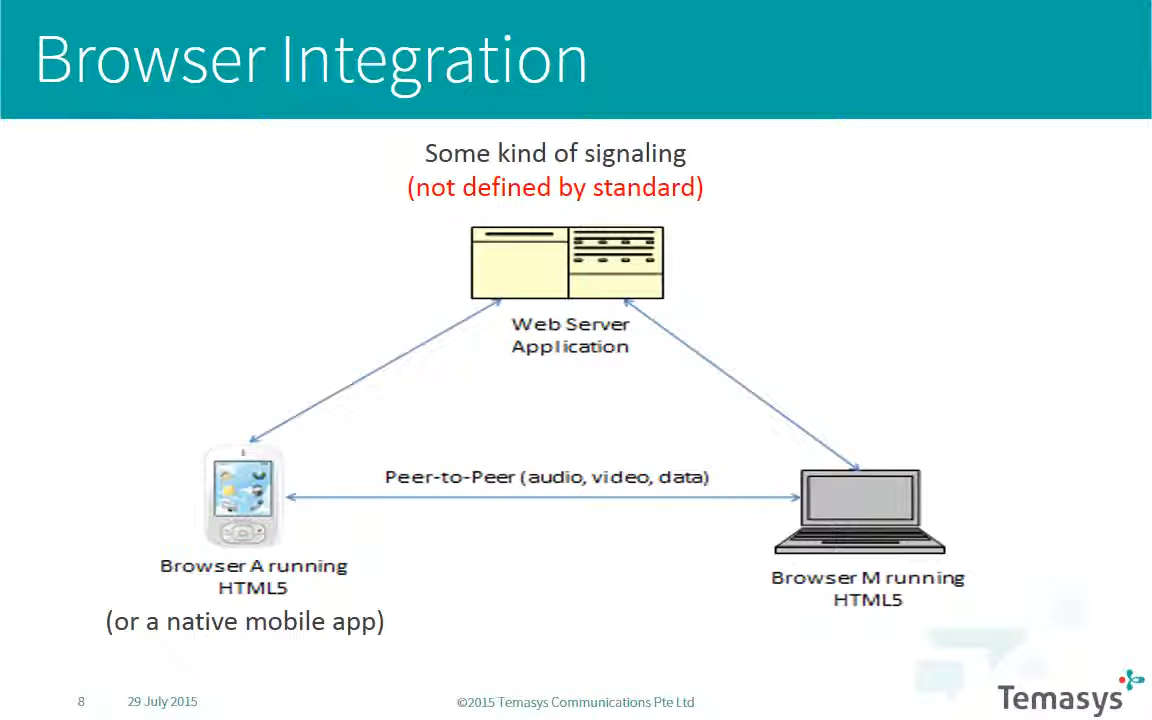 Browser Integration
Some kind of signaling
(not defined by standard)
Web Server
Application
Peer-to-Peer (audio, video, data)
Browser A running
HTML5
(or a native mobile app)
Browser M running
HTML5
8
29 July 2015
©2015 Temasys Communications Pte Ltd
Temasys